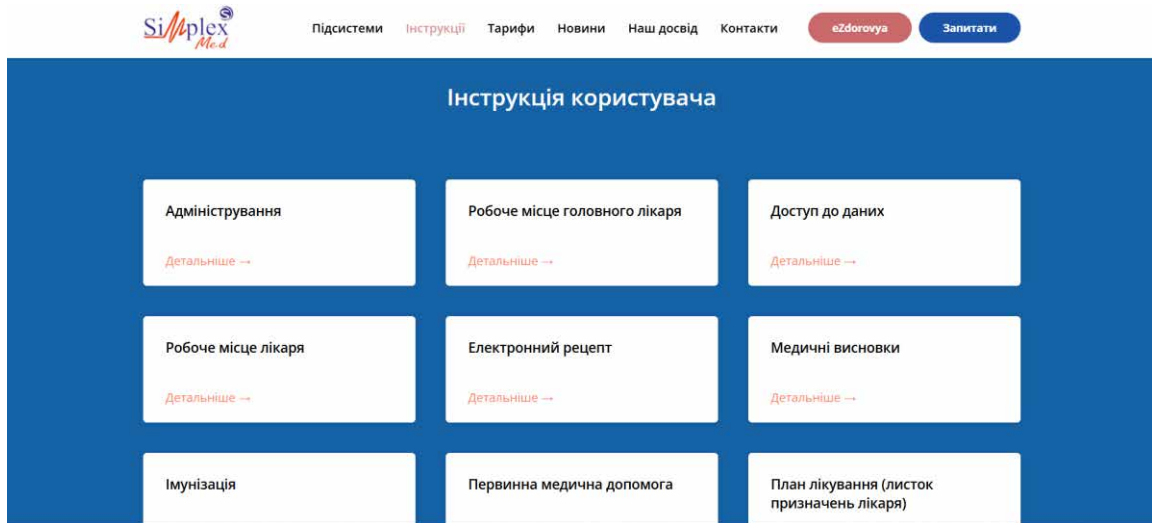 Simplex
Med
Підсистеми Інструкції Тарифи Новини Наш досвід Контакти eZdorovya Запитати
Інструкція користувача
Адміністрування Робоче місце головного лікаря Доступ до даних
Детальніше → Детальніше → Детальніше →
Робоче місце лікаря Електронний рецепт Медичні висновки
Детальніше → Детальніше → Детальніше →
Імунізація Первинна медична допомога План лікування (листок
призначень лікаря)